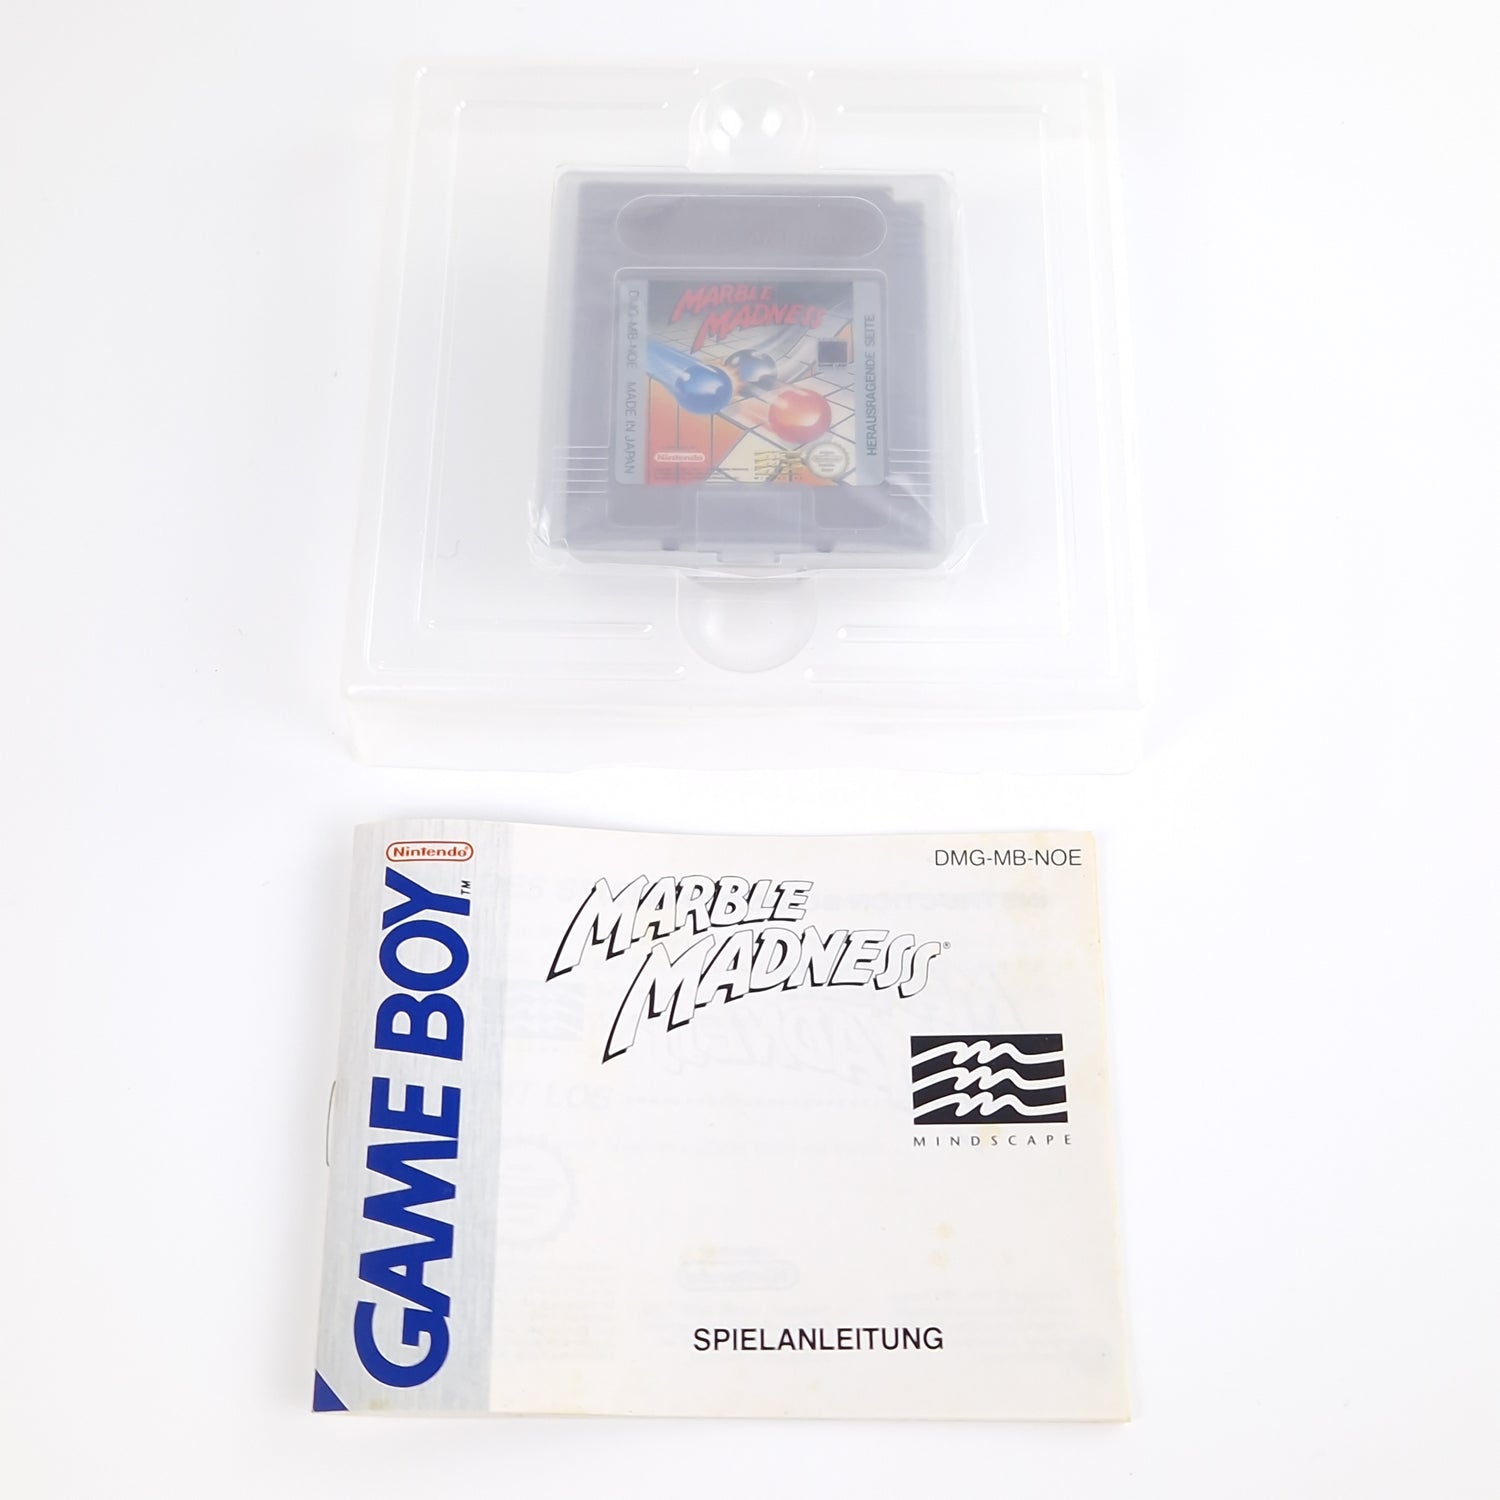 MARBLE
MADNESS
DMG-MB-NOE MADE IN JAPAN
HERAUSRAGENDE SEITE
Nintendo
Nintendo
GAME BOY™
DMG-MB-NOE
MARBLE
MADNESS®
MINDSCAPE
SPIELANLEITUNG